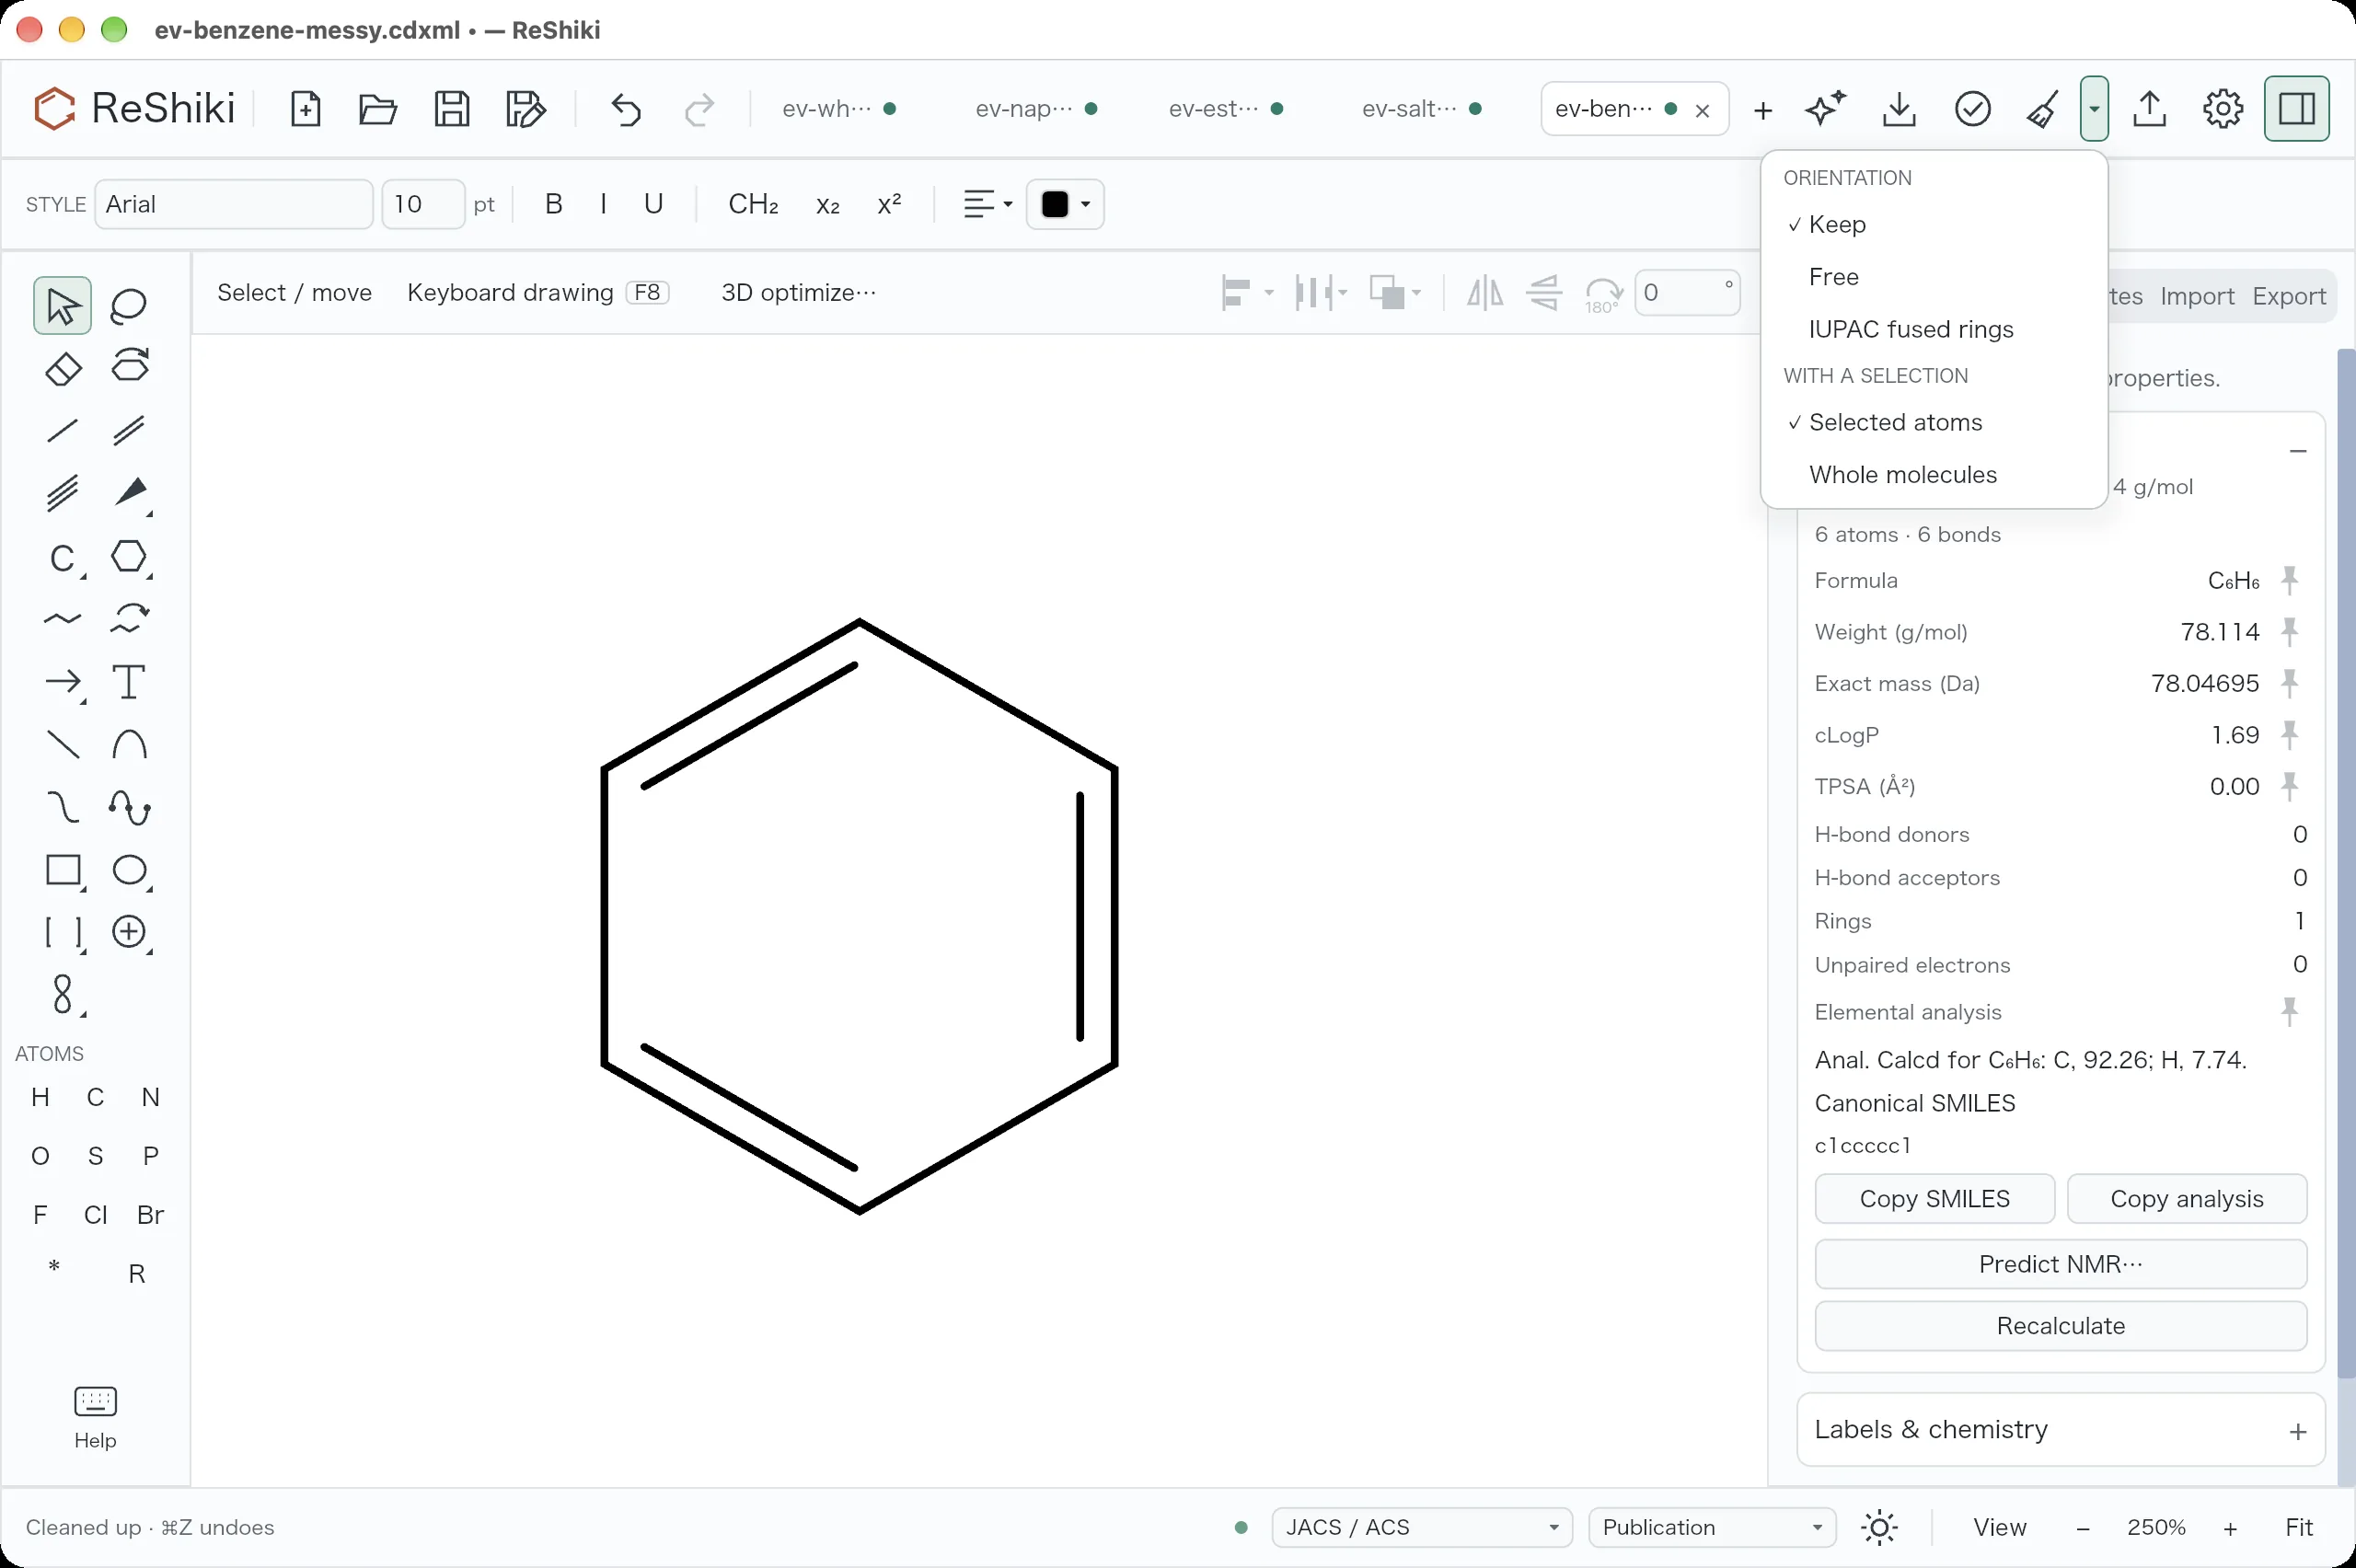 ev-benzene-messy.cdxml • — ReShiki
ReShiki
ev-wh··· ev-nap··· ev-est··· ev-salt··· ev-ben··· × +
STYLE Arial 10 pt B I U CH₂ x₂ x²
Select / move Keyboard drawing F8 3D optimize···
180° 0 °
ORIENTATION
✓ Keep
Free
IUPAC fused rings
WITH A SELECTION
✓ Selected atoms
Whole molecules
Import Export
4 g/mol
6 atoms · 6 bonds
Formula C₆H₆
Weight (g/mol) 78.114
Exact mass (Da) 78.04695
cLogP 1.69
TPSA (Å²) 0.00
H-bond donors 0
H-bond acceptors 0
Rings 1
Unpaired electrons 0
Elemental analysis
Anal. Calcd for C₆H₆: C, 92.26; H, 7.74.
Canonical SMILES
c1ccccc1
Copy SMILES Copy analysis
Predict NMR···
Recalculate
Labels & chemistry +
C
T
[ ]
ATOMS
H C N
O S P
F Cl Br
* R
Help
Cleaned up · ⌘Z undoes
JACS / ACS Publication View − 250% + Fit